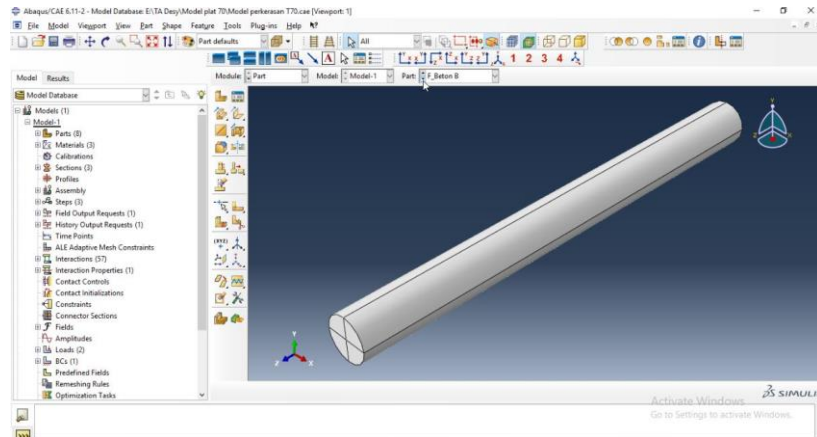 Abaqus/CAE 6.11-2 - Model Database: E:\TA Desy\Model plat 70\Model perkerasan T70.cae [Viewport: 1]
File Model Viewport View Part Shape Feature Tools Plug-ins Help
Part defaults All
1 2 3 4
Model Results Module: Part Model: Model-1 Part: F_Beton B
Model Database
Models (1)
Model-1
Parts (8)
Materials (3)
Calibrations
Sections (3)
Profiles
Assembly
Steps (3)
Field Output Requests (1)
History Output Requests (1)
Time Points
ALE Adaptive Mesh Constraints
Interactions (57)
Interaction Properties (1)
Contact Controls
Contact Initializations
Constraints
Connector Sections
Fields
Amplitudes
Loads (2)
BCs (1)
Predefined Fields
Remeshing Rules
Optimization Tasks
Y
Z X
Y
Z X
SIMULI
Activate Windows
Go to Settings to activate Windows.